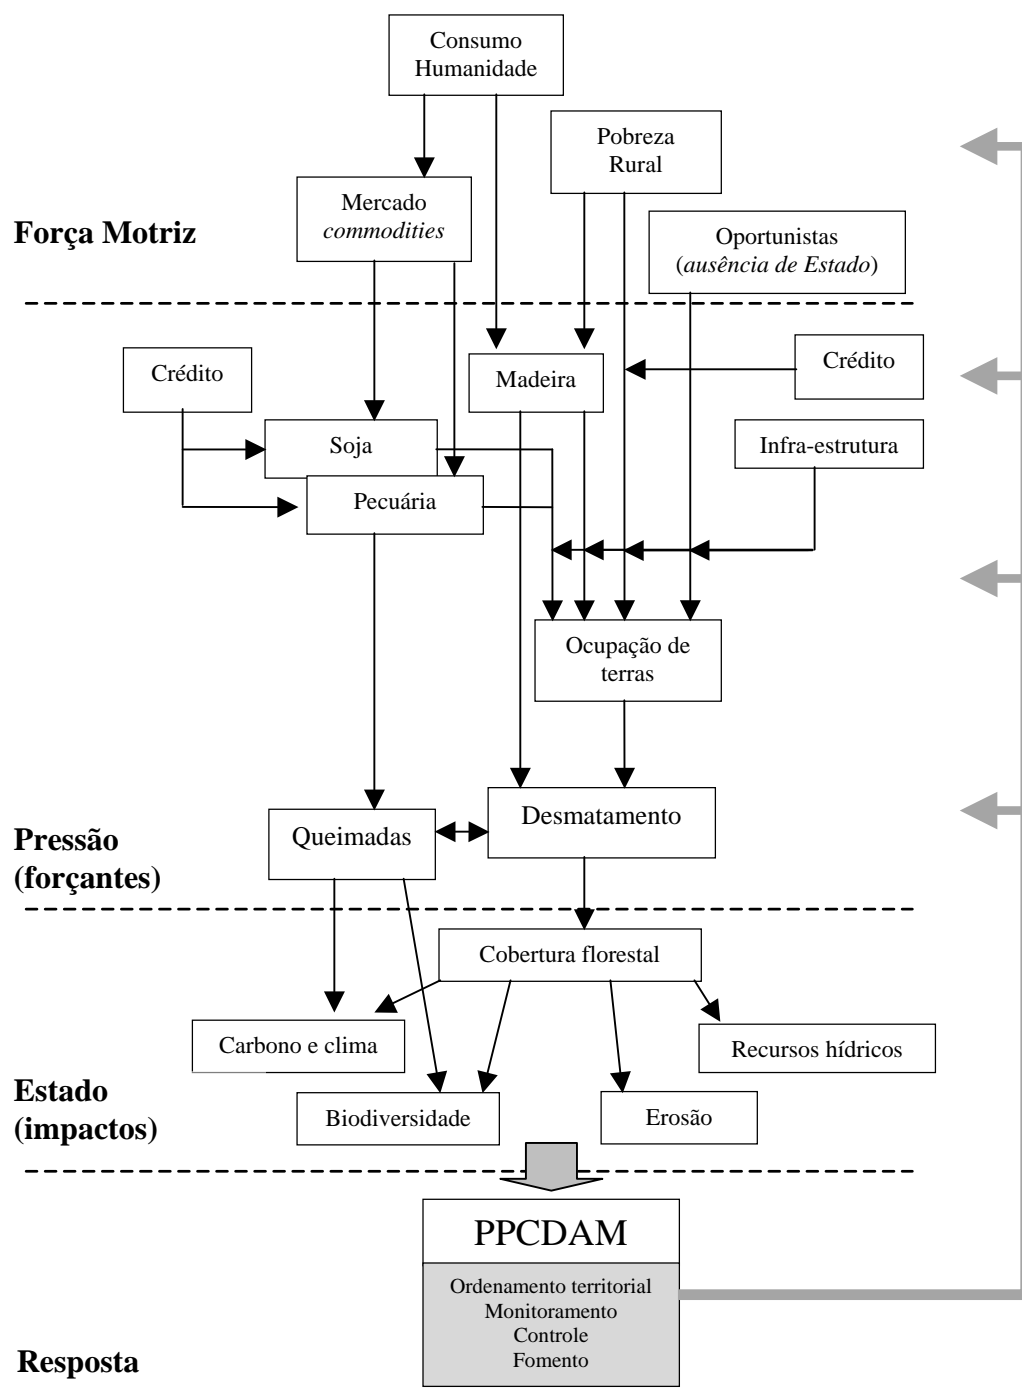 Consumo
Humanidade
Pobreza
Rural
Mercado
commodities
Força Motriz
Oportunistas
(ausência de Estado)
Crédito
Madeira
Crédito
Soja
Infra-estrutura
Pecuária
Ocupação de
terras
Desmatamento
Queimadas
Pressão
(forçantes)
Cobertura florestal
Carbono e clima
Recursos hídricos
Estado
(impactos)
Biodiversidade
Erosão
PPCDAM
Ordenamento territorial
Monitoramento
Controle
Fomento
Resposta